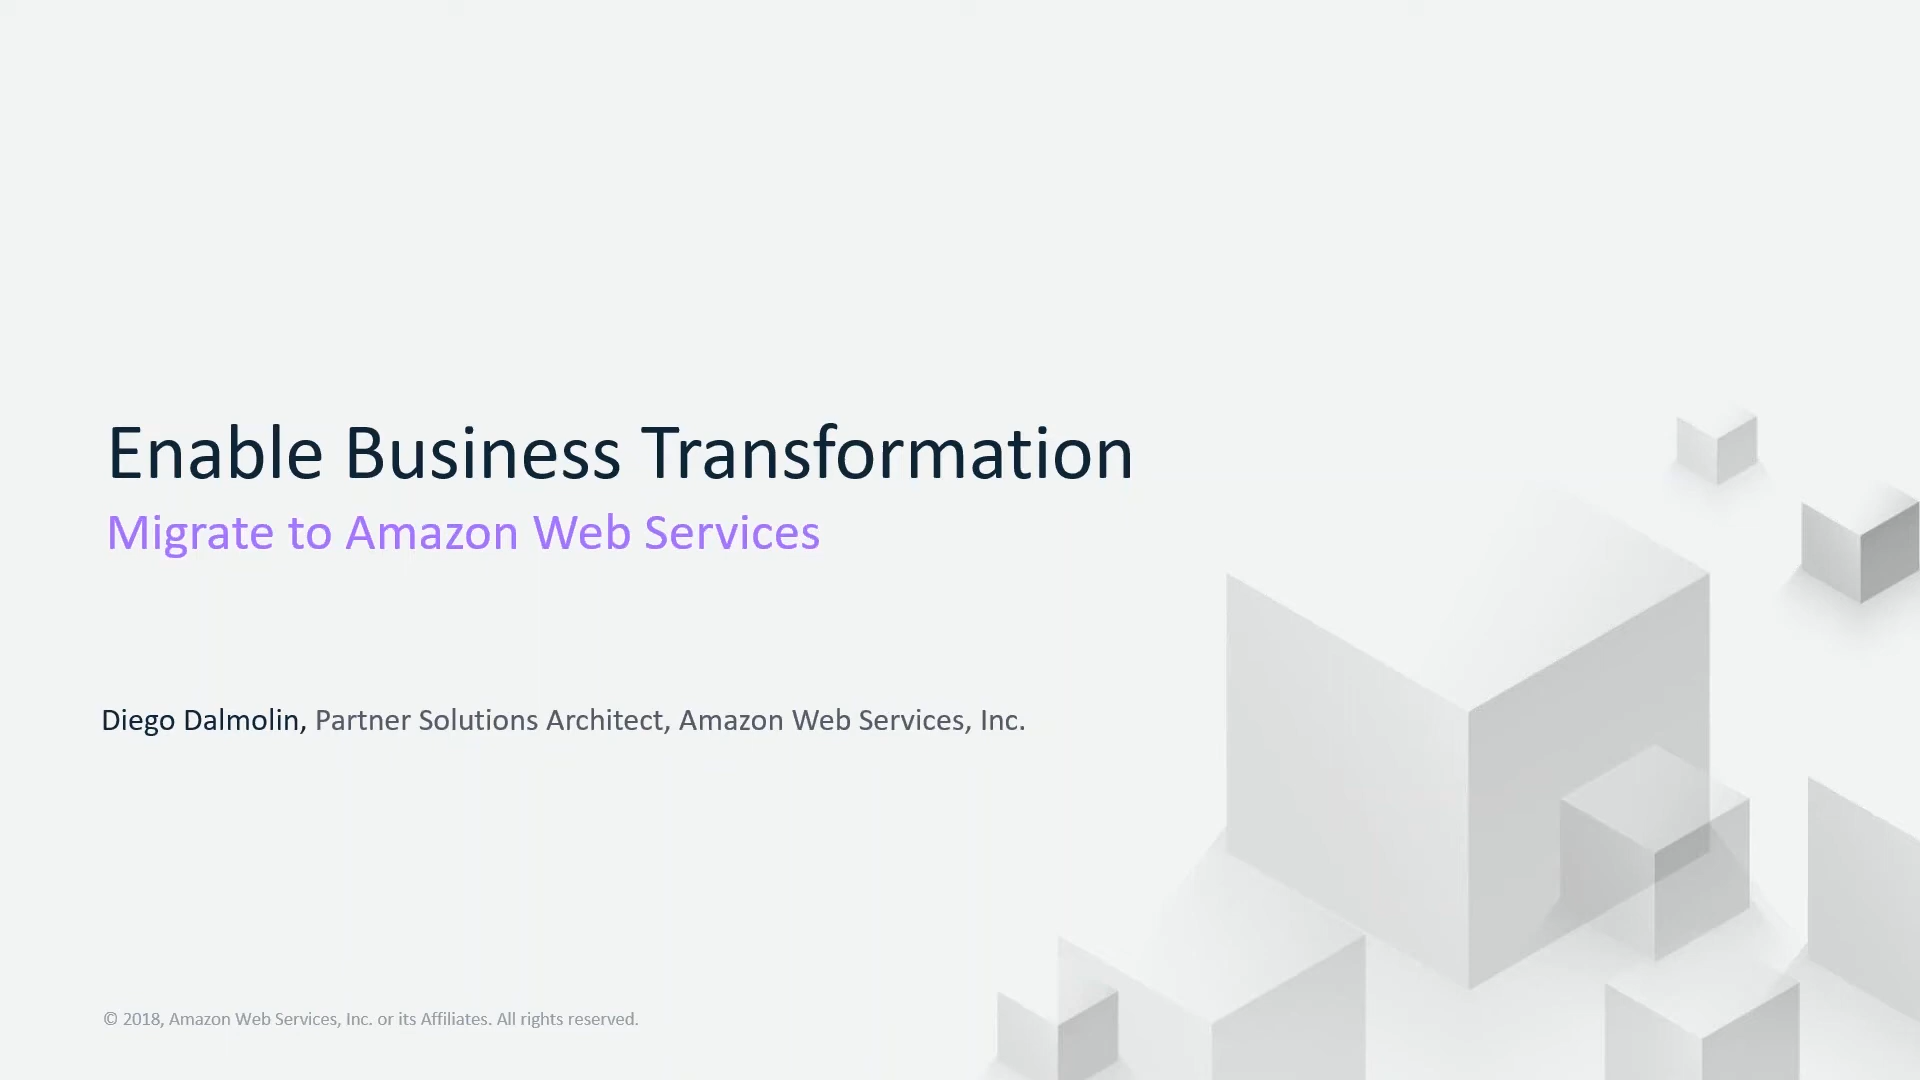 Enable Business Transformation
Migrate to Amazon Web Services
Diego Dalmolin, Partner Solutions Architect, Amazon Web Services, Inc.
© 2018, Amazon Web Services, Inc. or its Affiliates. All rights reserved.